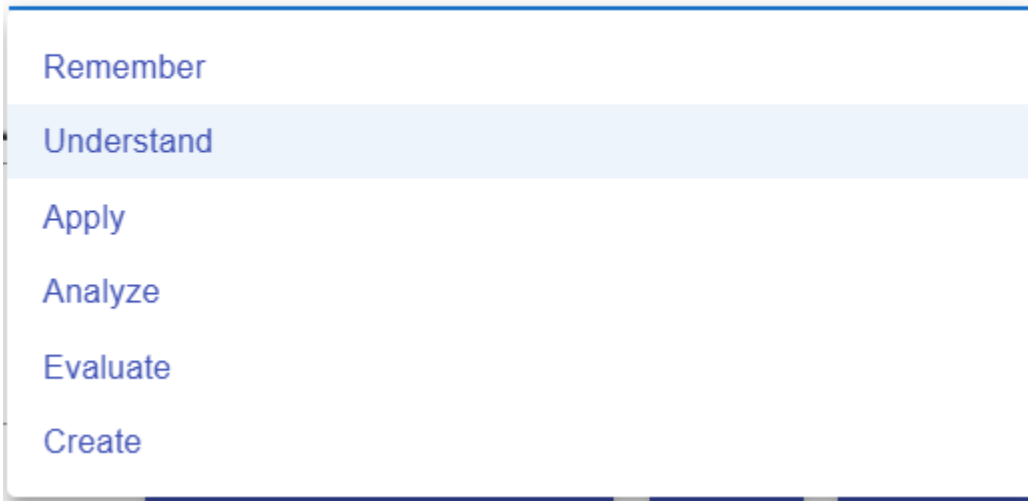 Remember
Understand
Apply
Analyze
Evaluate
Create